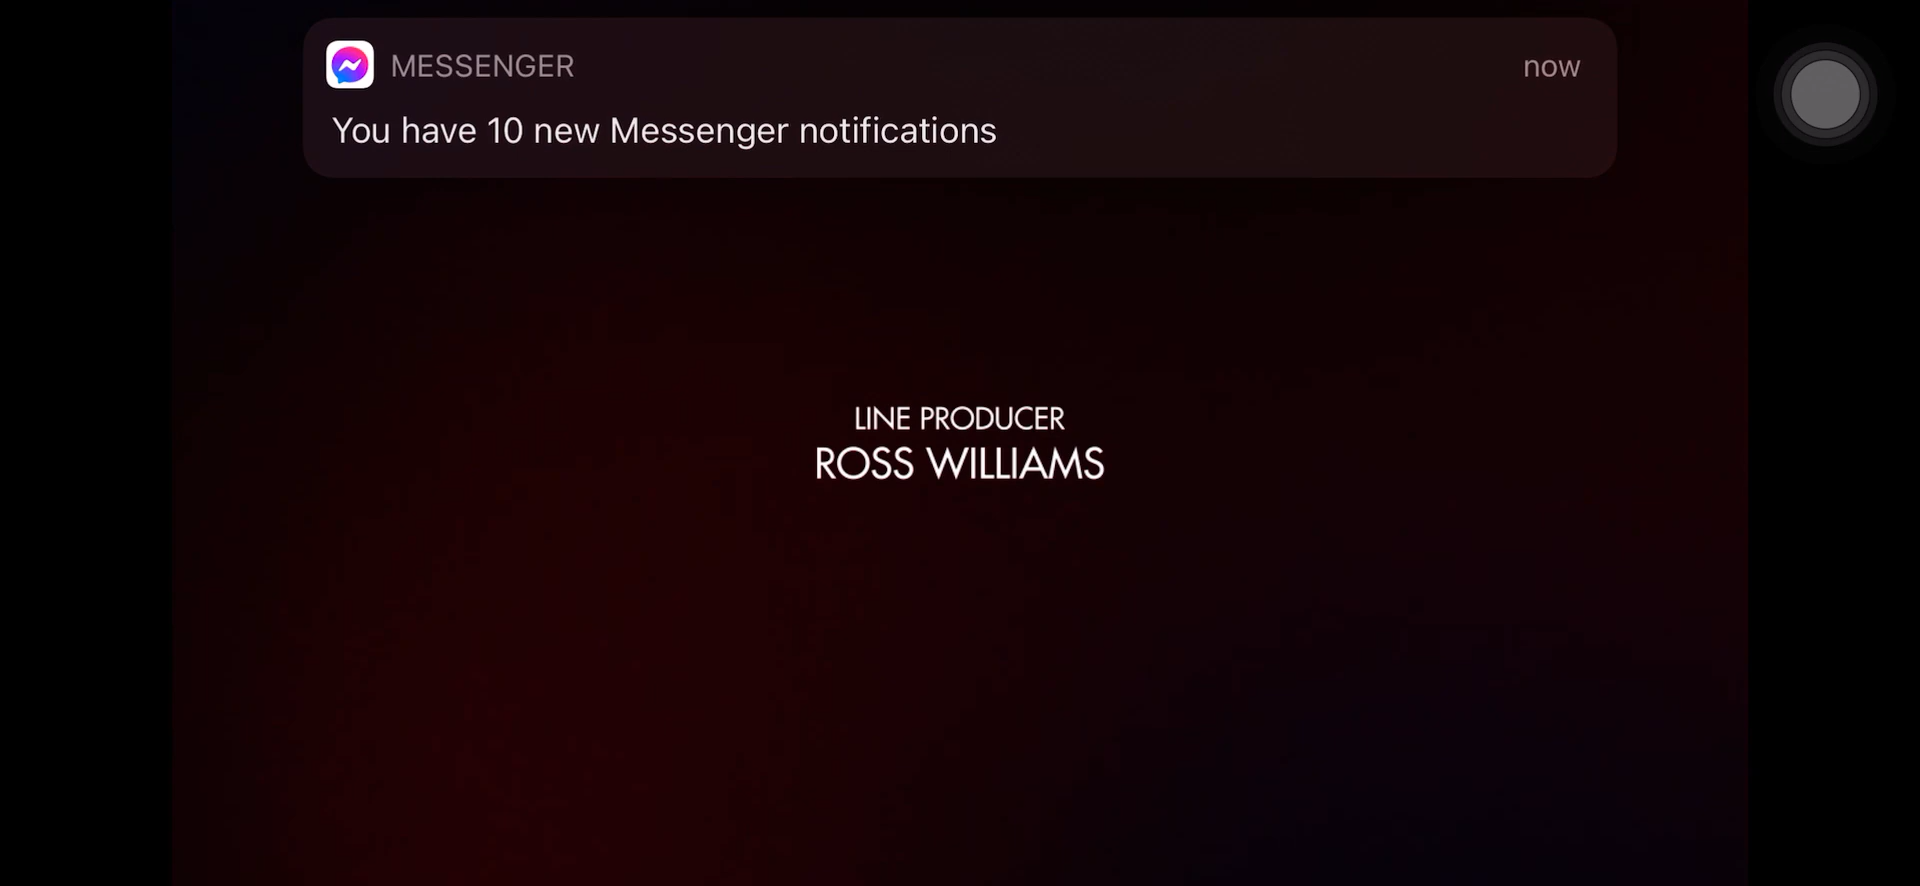 MESSENGER
now
You have 10 new Messenger notifications
LINE PRODUCER
ROSS WILLIAMS